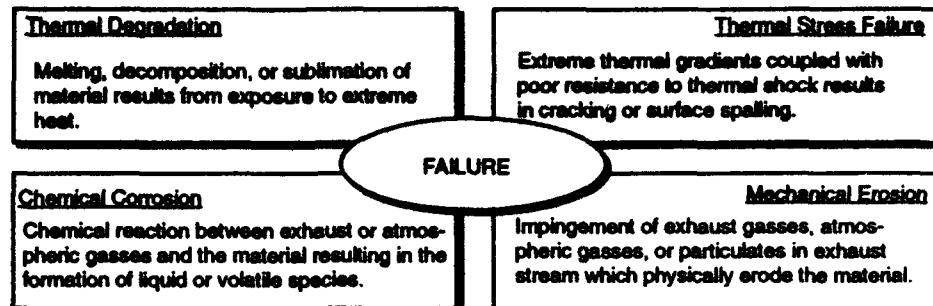 Thermal Degradation
Melting, decomposition, or sublimation of
material results from exposure to extreme
heat.
Thermal Stress Failure
Extreme thermal gradients coupled with
poor resistance to thermal shock results
in cracking or surface spalling.
FAILURE
Chemical Corrosion
Chemical reaction between exhaust or atmos-
pheric gasses and the material resulting in the
formation of liquid or volatile species.
Mechanical Erosion
Impingement of exhaust gasses, atmos-
pheric gasses, or particulates in exhaust
stream which physically erode the material.